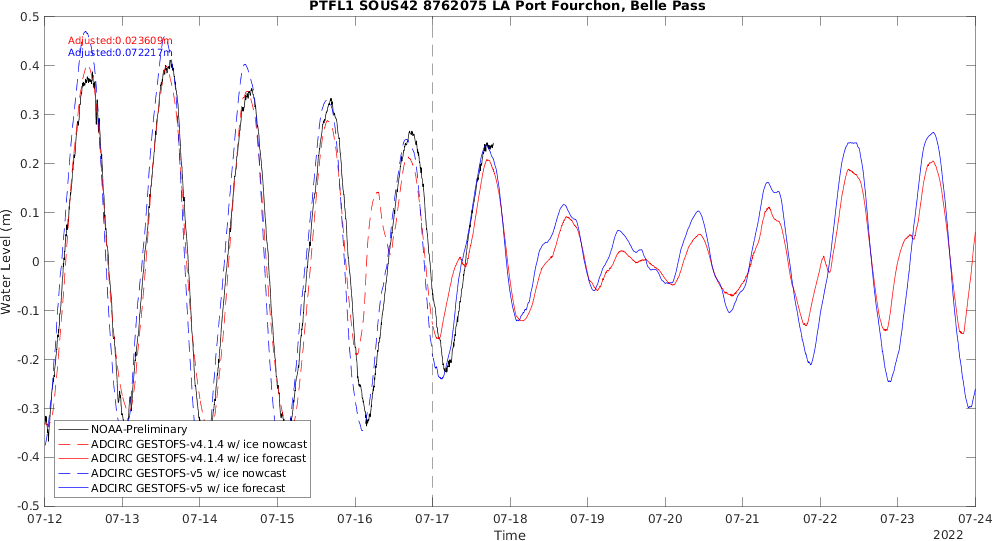 PTFL1 SOUS42 8762075 LA Port Fourchon, Belle Pass
0.5
Adjusted:0.023609m
Adjusted:0.072217m
0.4
0.3
0.2
0.1
0
-0.1
-0.2
-0.3
-0.4
-0.5
Water Level (m)
NOAA-Preliminary
ADCIRC GESTOFS-v4.1.4 w/ ice nowcast
ADCIRC GESTOFS-v4.1.4 w/ ice forecast
ADCIRC GESTOFS-v5 w/ ice nowcast
ADCIRC GESTOFS-v5 w/ ice forecast
07-12 07-13 07-14 07-15 07-16 07-17 07-18 07-19 07-20 07-21 07-22 07-23 07-24
Time
2022